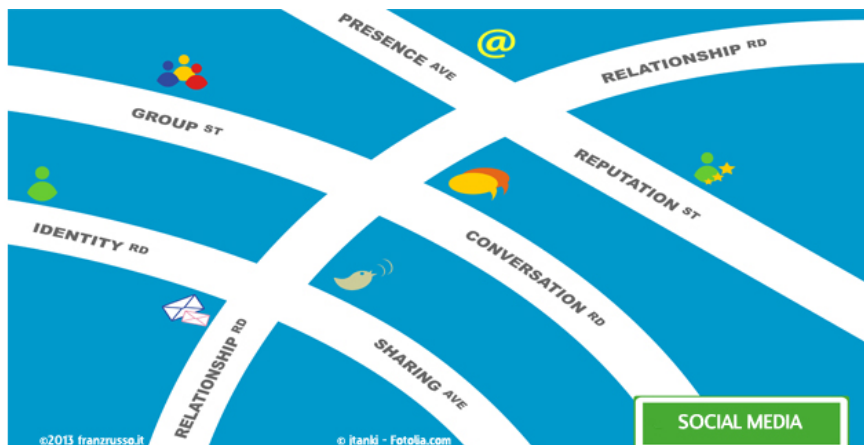 PRESENCE AVE
RELATIONSHIP RD
@
GROUP ST
REPUTATION ST
IDENTITY RD
CONVERSATION RD
RELATIONSHIP RD
SHARING AVE
SOCIAL MEDIA
©2013 franzrusso.it
© itanki - Fotolia.com